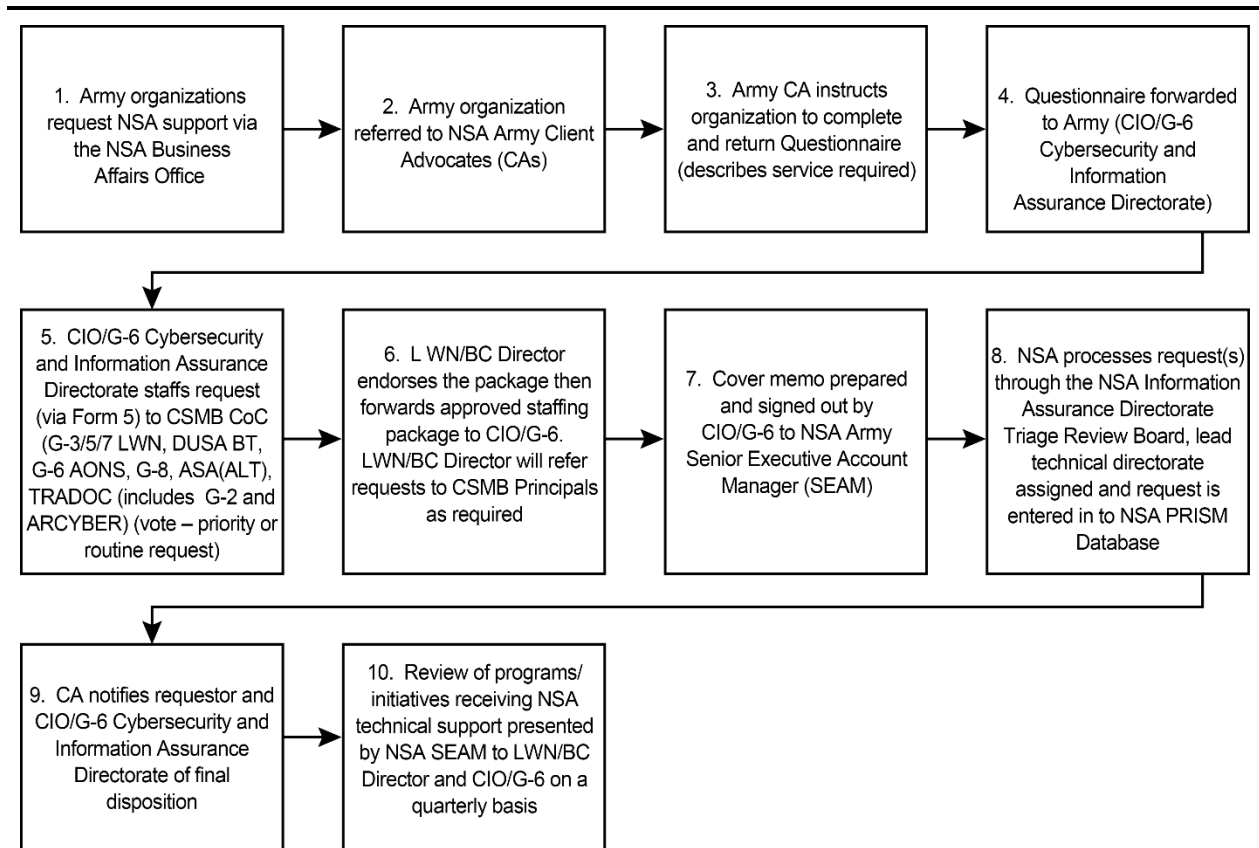 1. Army organizations
request NSA support via
the NSA Business
Affairs Office
2. Army organization
referred to NSA Army Client
Advocates (CAs)
3. Army CA instructs
organization to complete
and return Questionnaire
(describes service required)
4. Questionnaire forwarded
to Army (CIO/G-6
Cybersecurity and
Information
Assurance Directorate)
5. CIO/G-6 Cybersecurity
and Information Assurance
Directorate staffs request
(via Form 5) to CSMB CoC
(G-3/5/7 LWN, DUSA BT,
G-6 AONS, G-8, ASA(ALT),
TRADOC (includes G-2 and
ARCYBER) (vote – priority or
routine request)
6. L WN/BC Director
endorses the package then
forwards approved staffing
package to CIO/G-6.
LWN/BC Director will refer
requests to CSMB Principals
as required
7. Cover memo prepared
and signed out by
CIO/G-6 to NSA Army
Senior Executive Account
Manager (SEAM)
8. NSA processes request(s)
through the NSA Information
Assurance Directorate
Triage Review Board, lead
technical directorate
assigned and request is
entered in to NSA PRISM
Database
9. CA notifies requestor and
CIO/G-6 Cybersecurity and
Information Assurance
Directorate of final
disposition
10. Review of programs/
initiatives receiving NSA
technical support presented
by NSA SEAM to LWN/BC
Director and CIO/G-6 on a
quarterly basis